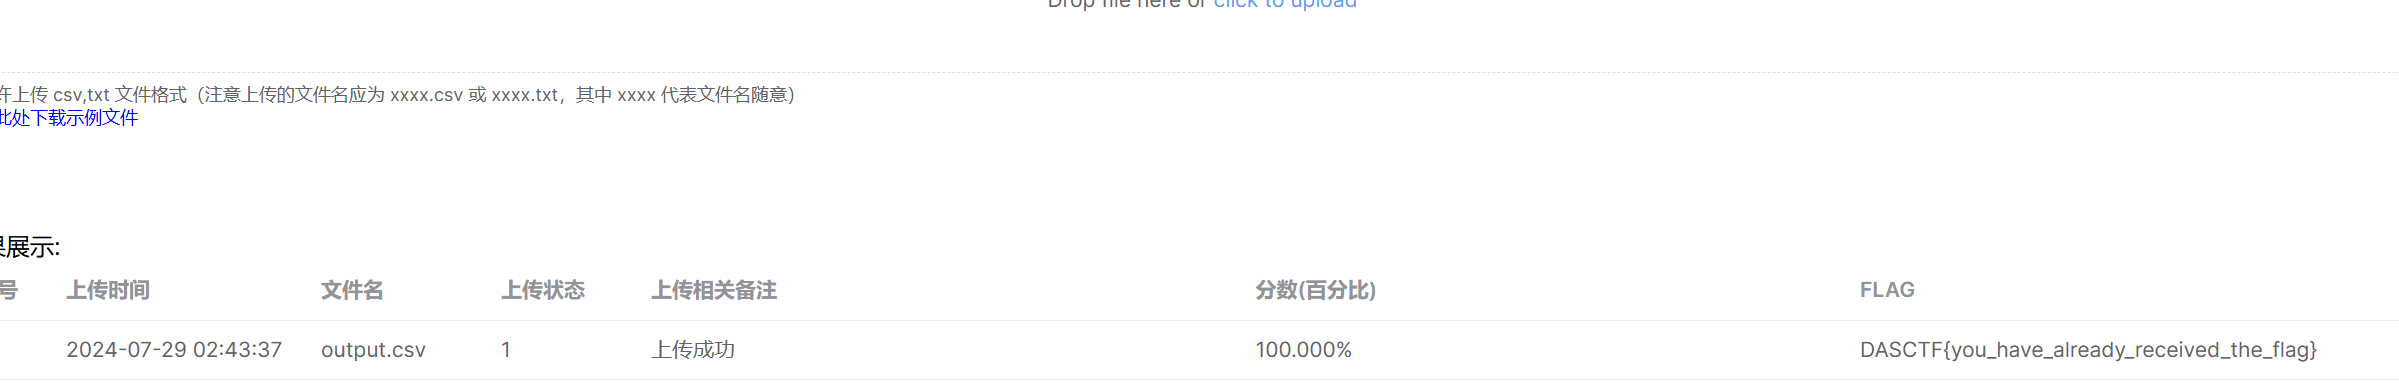 Drop file here or click to upload
许上传 csv,txt 文件格式（注意上传的文件名应为 xxxx.csv 或 xxxx.txt，其中 xxxx 代表文件名随意）
此处下载示例文件
果展示:
号 上传时间 文件名 上传状态 上传相关备注 分数(百分比) FLAG
2024-07-29 02:43:37 output.csv 1 上传成功 100.000% DASCTF{you_have_already_received_the_flag}